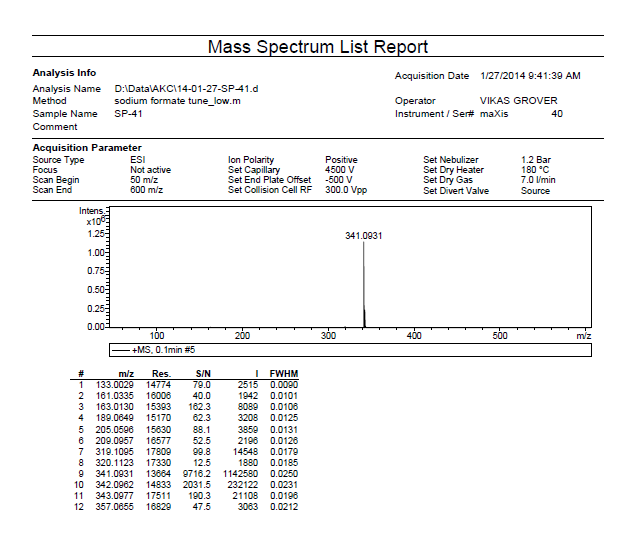 Mass Spectrum List Report
Analysis Info
Acquisition Date 1/27/2014 9:41:39 AM
Analysis Name D:\Data\AKC\14-01-27-SP-41.d
Method sodium formate tune_low.m Operator VIKAS GROVER
Sample Name SP-41 Instrument / Ser# maXis 40
Comment
Acquisition Parameter
Source Type ESI Ion Polarity Positive Set Nebulizer 1.2 Bar
Focus Not active Set Capillary 4500 V Set Dry Heater 180 °C
Scan Begin 50 m/z Set End Plate Offset -500 V Set Dry Gas 7.0 l/min
Scan End 600 m/z Set Collision Cell RF 300.0 Vpp Set Divert Valve Source
Intens.
x10⁶
1.25
341.0931
1.00
0.75
0.50
0.25
0.00
100 200 300 400 500 m/z
+MS, 0.1min #5
# m/z Res. S/N I FWHM
1 133.0029 14774 79.0 2515 0.0090
2 161.0335 16006 40.0 1942 0.0101
3 163.0130 15393 162.3 8089 0.0106
4 189.0649 15170 62.3 3208 0.0125
5 205.0596 15630 88.1 3859 0.0131
6 209.0957 16577 52.5 2196 0.0126
7 319.1095 17809 99.8 14548 0.0179
8 320.1123 17330 12.5 1880 0.0185
9 341.0931 13664 9716.2 1142580 0.0250
10 342.0962 14833 2031.5 232122 0.0231
11 343.0977 17511 190.3 21108 0.0196
12 357.0655 16829 47.5 3063 0.0212